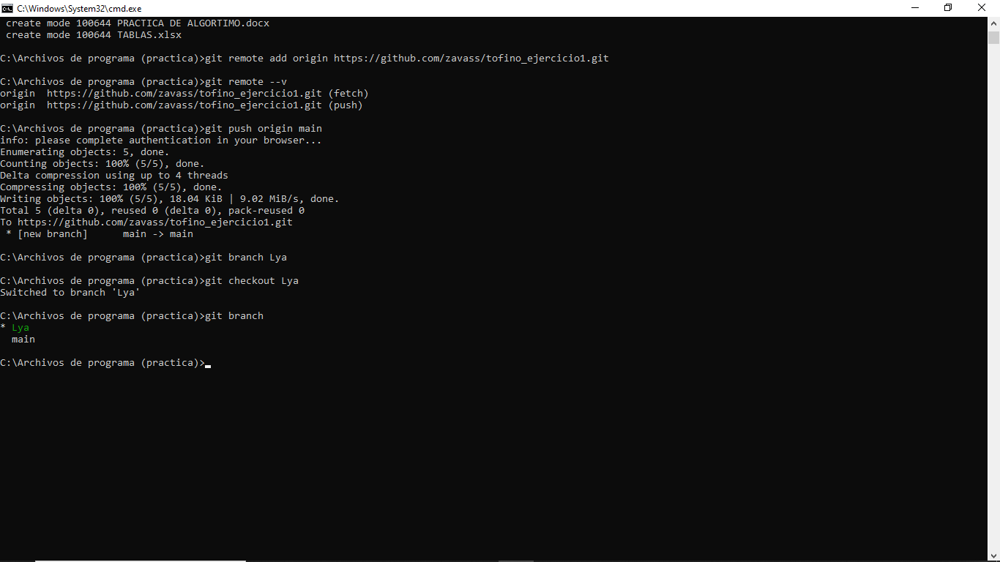 C:\Windows\System32\cmd.exe
create mode 100644 PRACTICA DE ALGORTIMO.docx
create mode 100644 TABLAS.xlsx
C:\Archivos de programa (practica)>git remote add origin https://github.com/zavass/tofino_ejercicio1.git
C:\Archivos de programa (practica)>git remote --v
origin  https://github.com/zavass/tofino_ejercicio1.git (fetch)
origin  https://github.com/zavass/tofino_ejercicio1.git (push)
C:\Archivos de programa (practica)>git push origin main
info: please complete authentication in your browser...
Enumerating objects: 5, done.
Counting objects: 100% (5/5), done.
Delta compression using up to 4 threads
Compressing objects: 100% (5/5), done.
Writing objects: 100% (5/5), 18.04 KiB | 9.02 MiB/s, done.
Total 5 (delta 0), reused 0 (delta 0), pack-reused 0
To https://github.com/zavass/tofino_ejercicio1.git
 * [new branch]      main -> main
C:\Archivos de programa (practica)>git branch Lya
C:\Archivos de programa (practica)>git checkout Lya
Switched to branch 'Lya'
C:\Archivos de programa (practica)>git branch
* Lya
  main
C:\Archivos de programa (practica)>